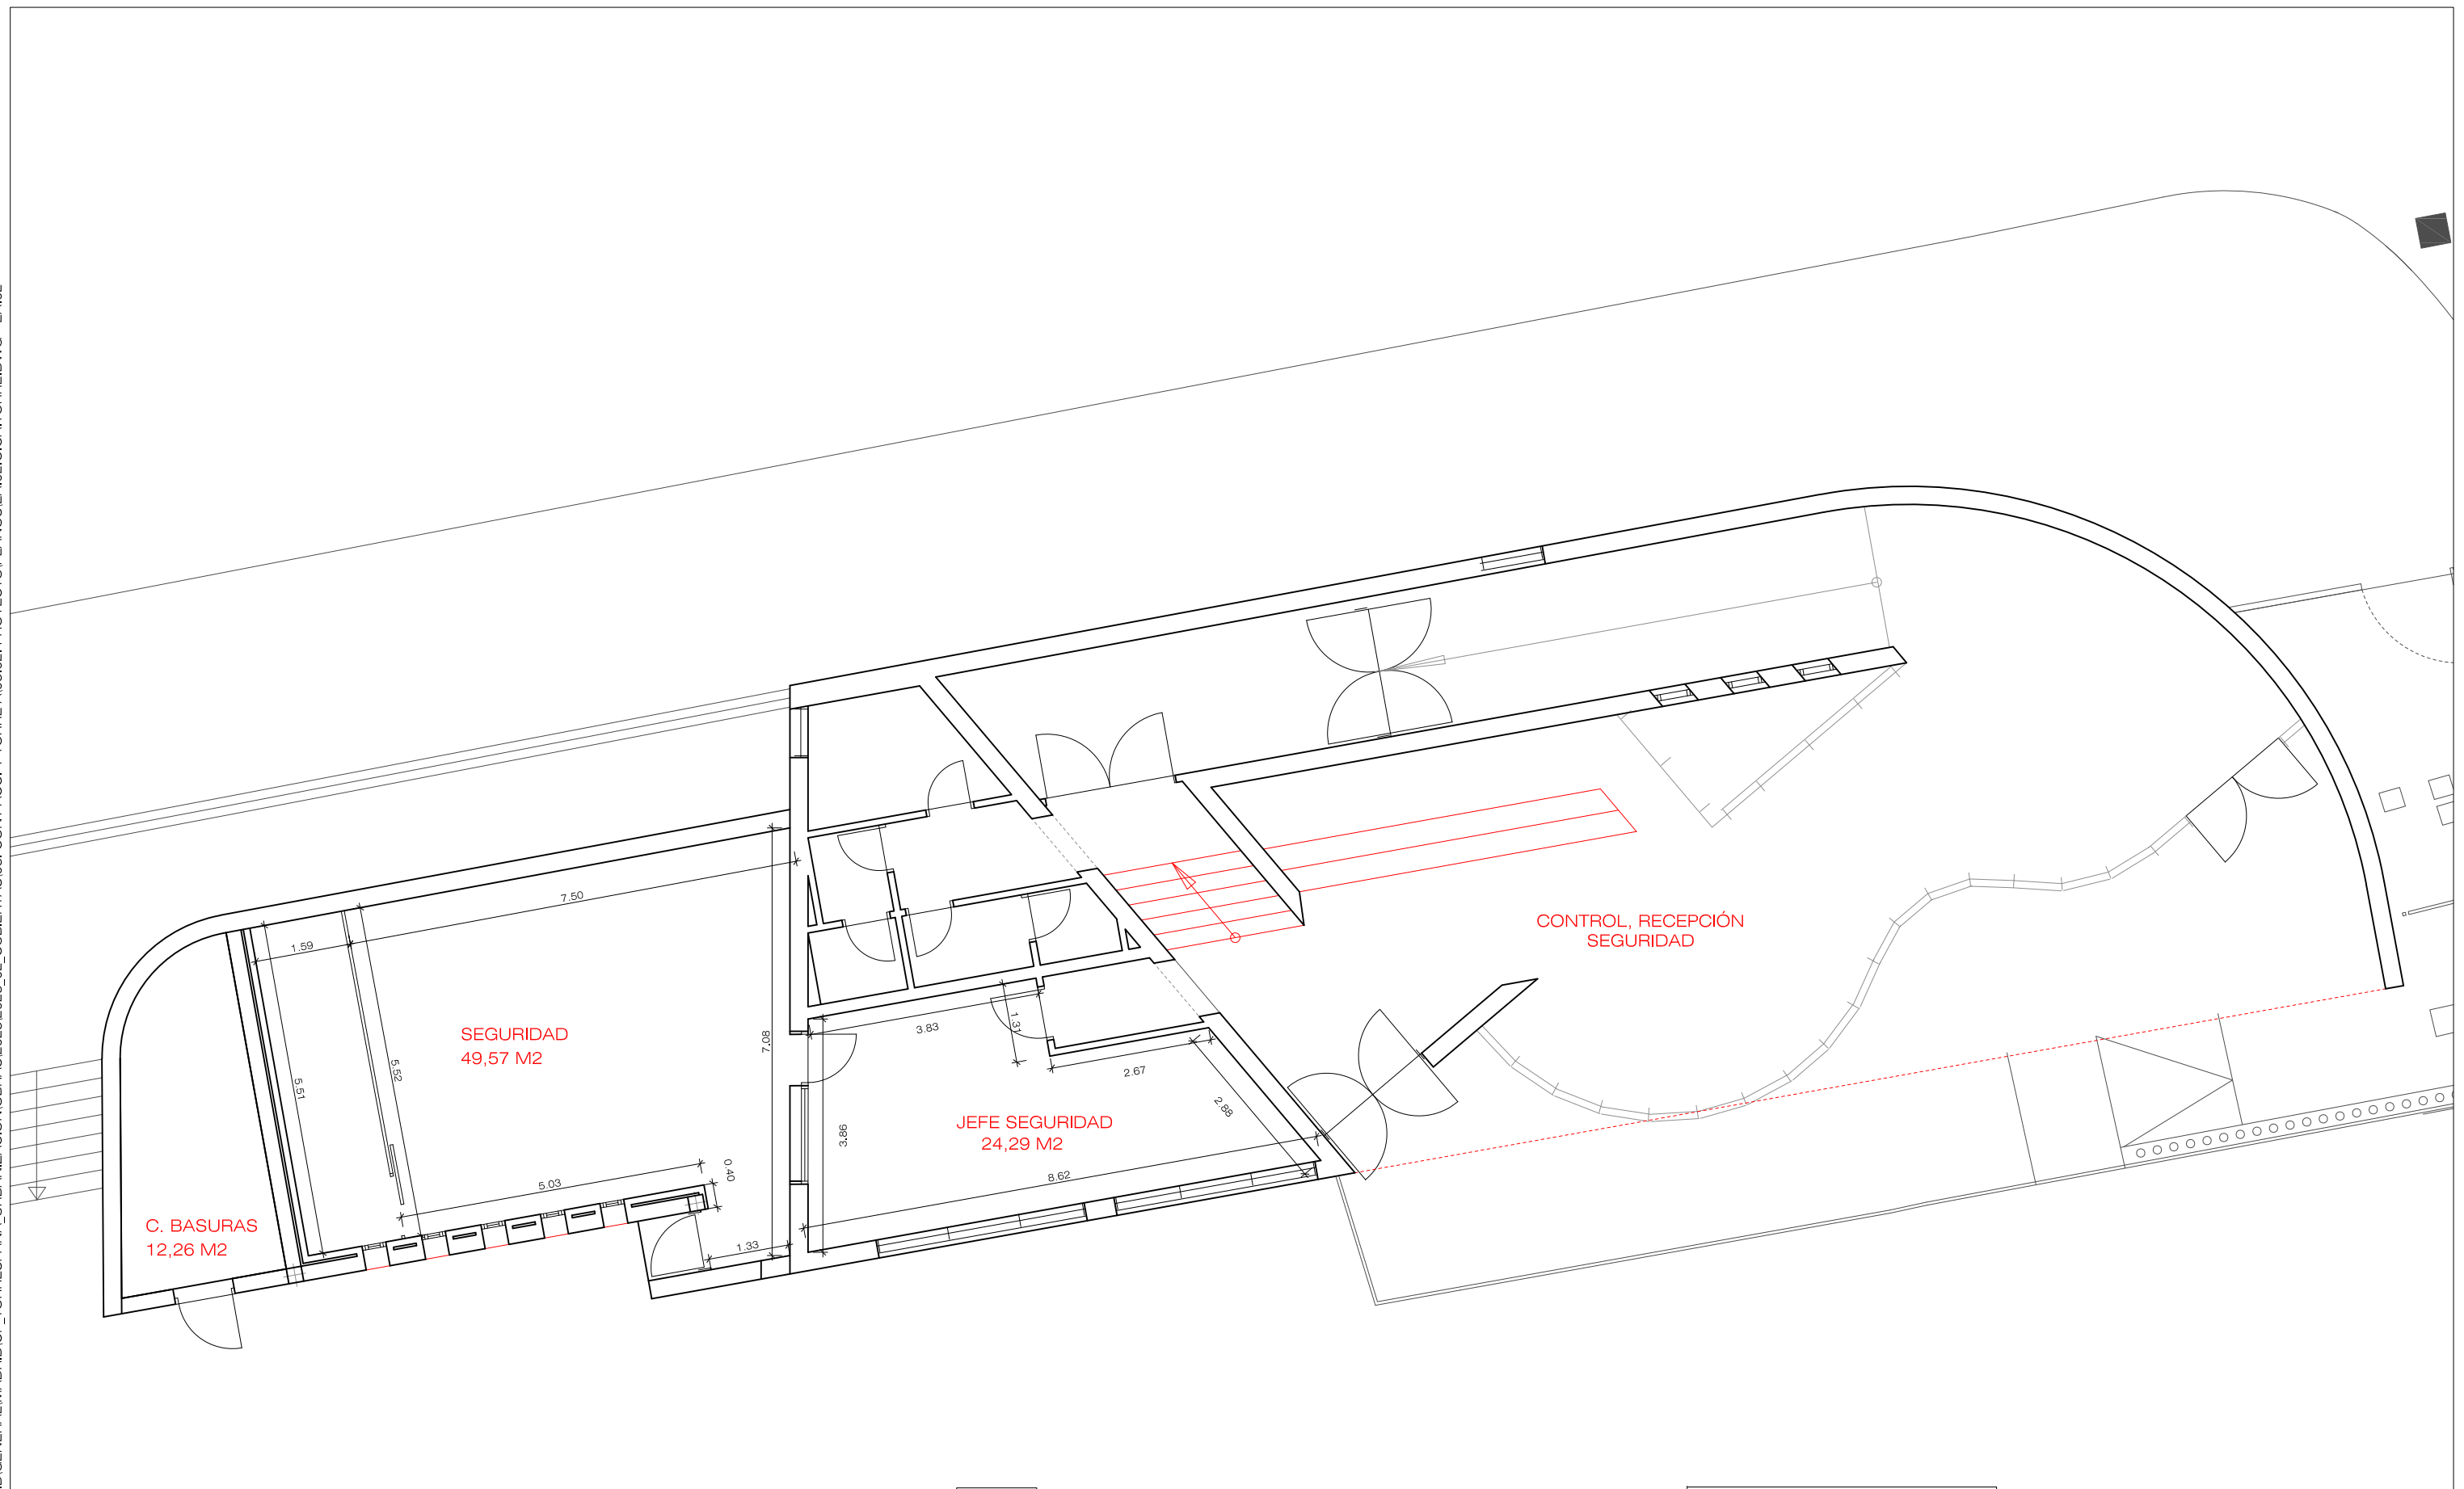 CONTROL, RECEPCIÓN
SEGURIDAD
7.50
1.59
SEGURIDAD
49,57 M2
5.52
5.51
7.08
3.83
1.31
2.67
2.88
JEFE SEGURIDAD
24,29 M2
3.86
8.62
5.03
0.40
1.33
C. BASURAS
12,26 M2